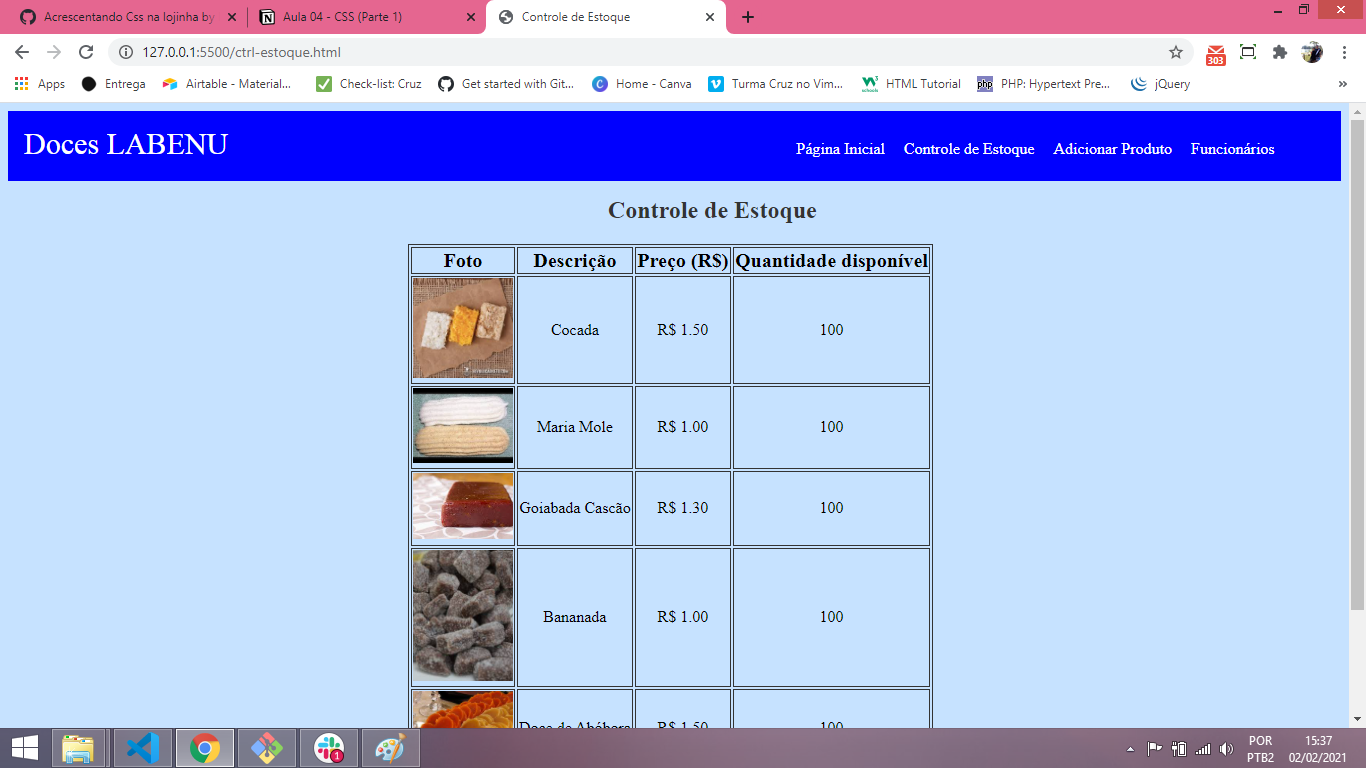 Acrescentando Css na lojinha by
Aula 04 - CSS (Parte 1)
Controle de Estoque
127.0.0.1:5500/ctrl-estoque.html
303
Apps
Entrega
Airtable - Material...
Check-list: Cruz
Get started with Git...
Home - Canva
Turma Cruz no Vim...
HTML Tutorial
PHP: Hypertext Pre...
jQuery
Doces LABENU
Página Inicial Controle de Estoque Adicionar Produto Funcionários
Controle de Estoque
Foto Descrição Preço (R$) Quantidade disponível
Cocada R$ 1.50 100
Maria Mole R$ 1.00 100
Goiabada Cascão R$ 1.30 100
Bananada R$ 1.00 100
Doce de Abóbora R$ 1.50 100
POR 15:37
PTB2 02/02/2021